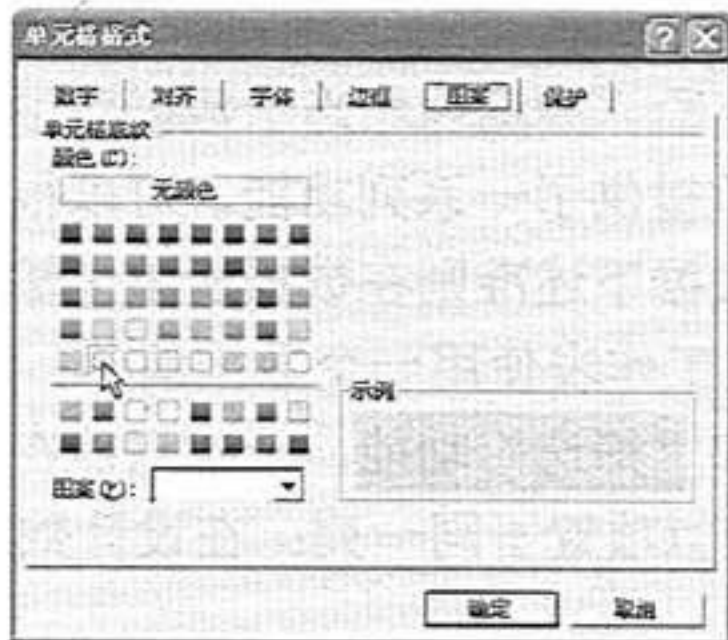 单元格格式
数字 对齐 字体 边框 图案 保护
单元格底纹
颜色(C):
无颜色
示例
图案(P):
确定 取消